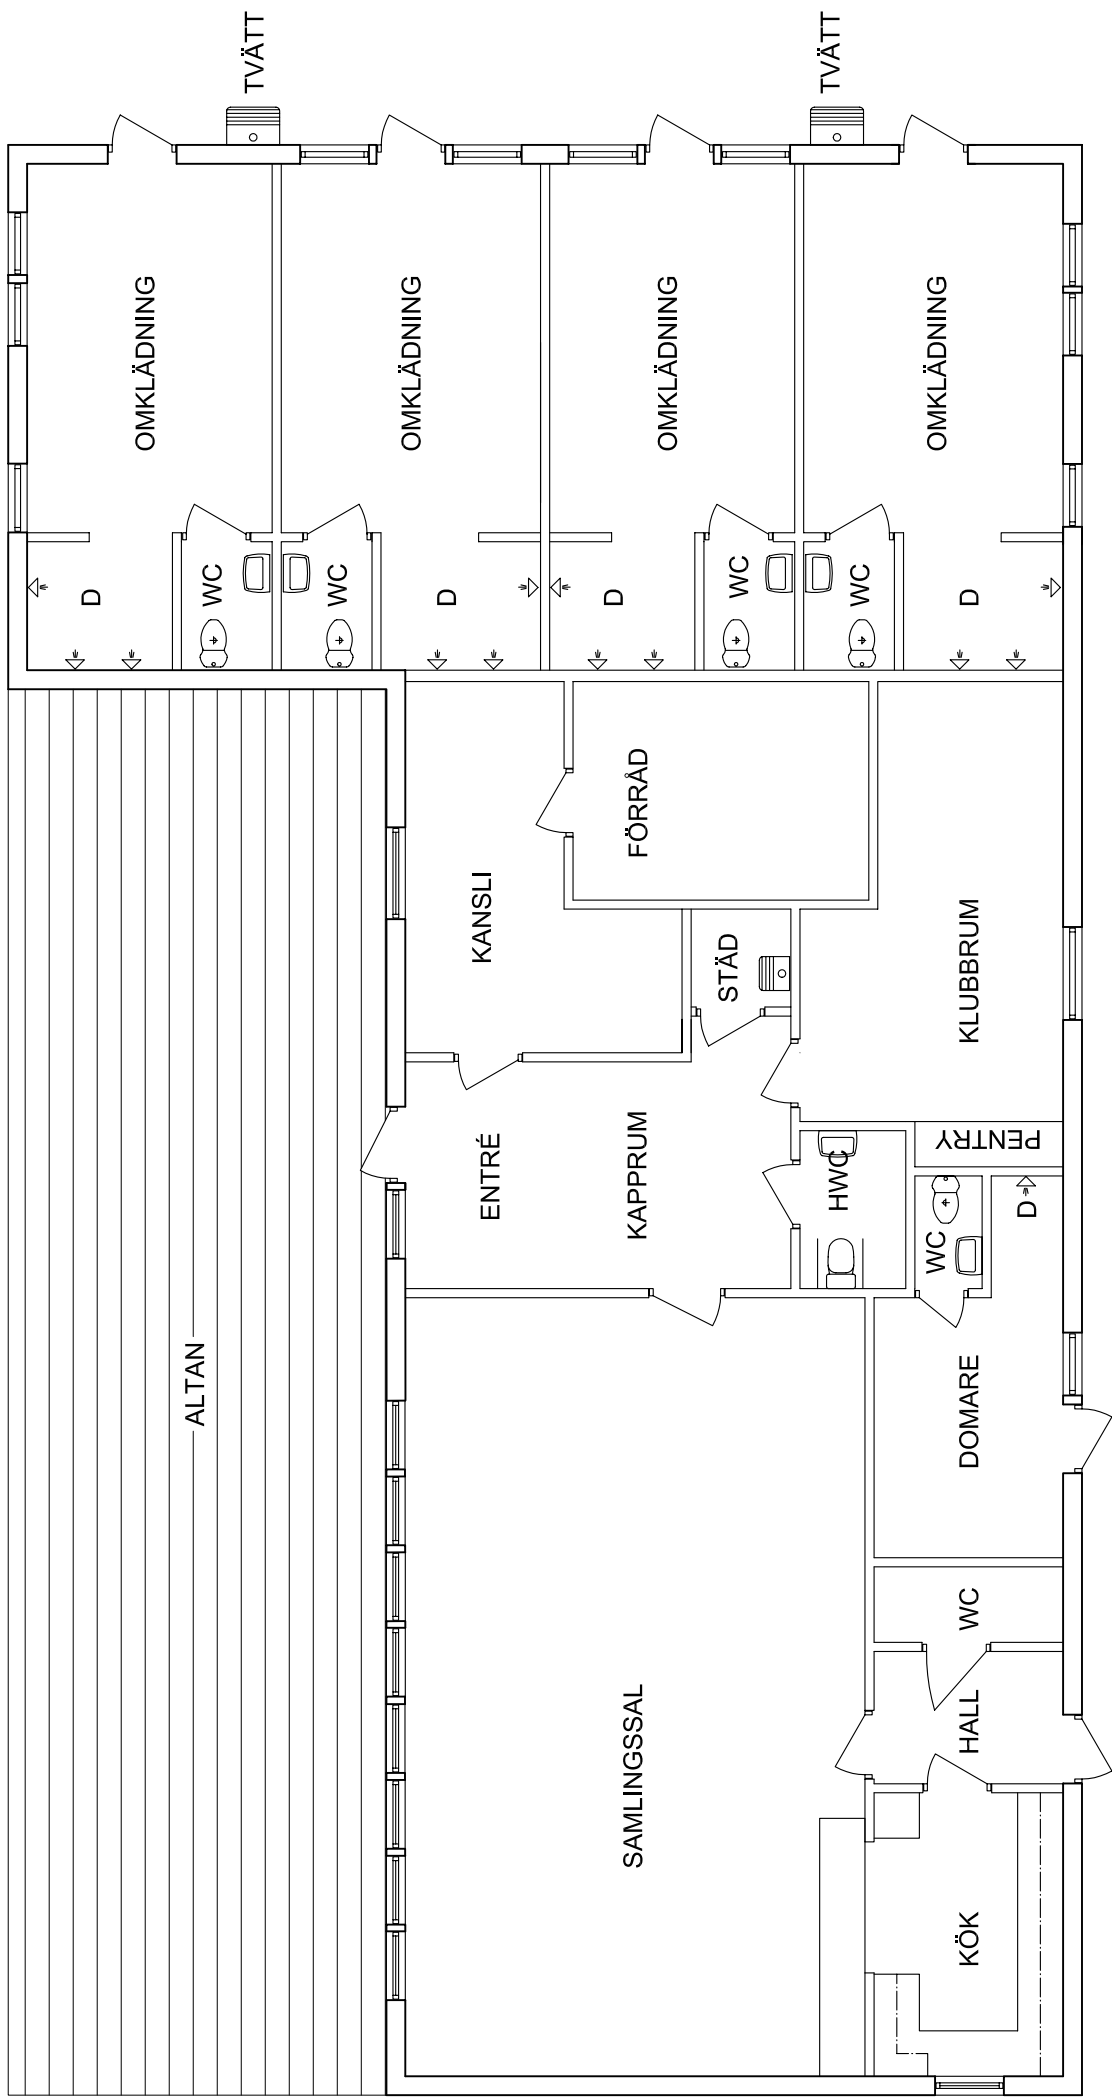 TVÄTT
TVÄTT
OMKLÄDNING
OMKLÄDNING
OMKLÄDNING
OMKLÄDNING
D
WC
WC
D
D
WC
WC
D
FÖRRÅD
KANSLI
STÄD
KLUBBRUM
ENTRÉ
KAPPRUM
HWC
PENTRY
WC
D
ALTAN
DOMARE
WC
SAMLINGSSAL
HALL
KÖK